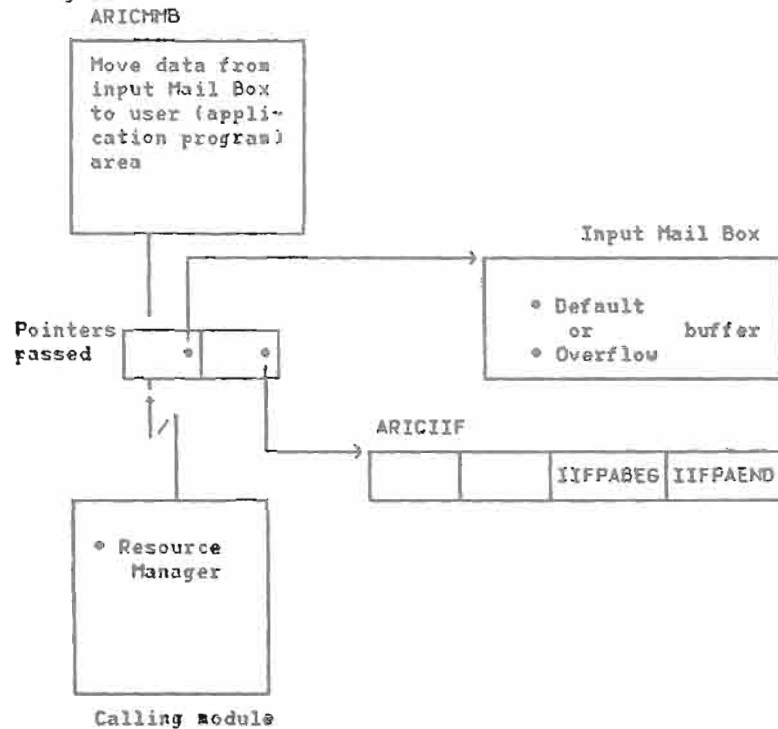 ARICMMB
Move data from
input Mail Box
to user (appli-
cation program)
area
Input Mail Box
• Default
or buffer
• Overflow
Pointers
passed
ARICIIF
IIFPABEG IIFPAEND
• Resource
Manager
Calling module